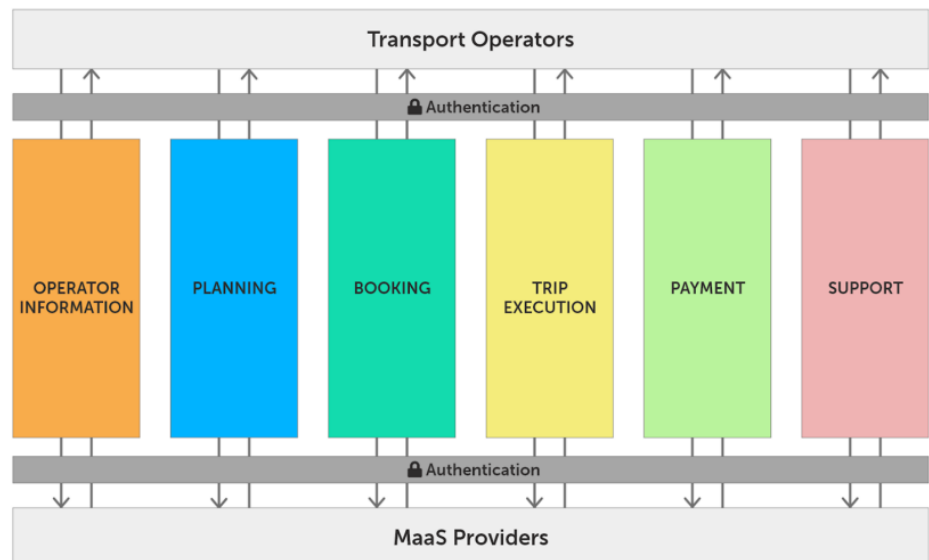 Transport Operators
Authentication
OPERATOR
INFORMATION
PLANNING
BOOKING
TRIP
EXECUTION
PAYMENT
SUPPORT
Authentication
MaaS Providers